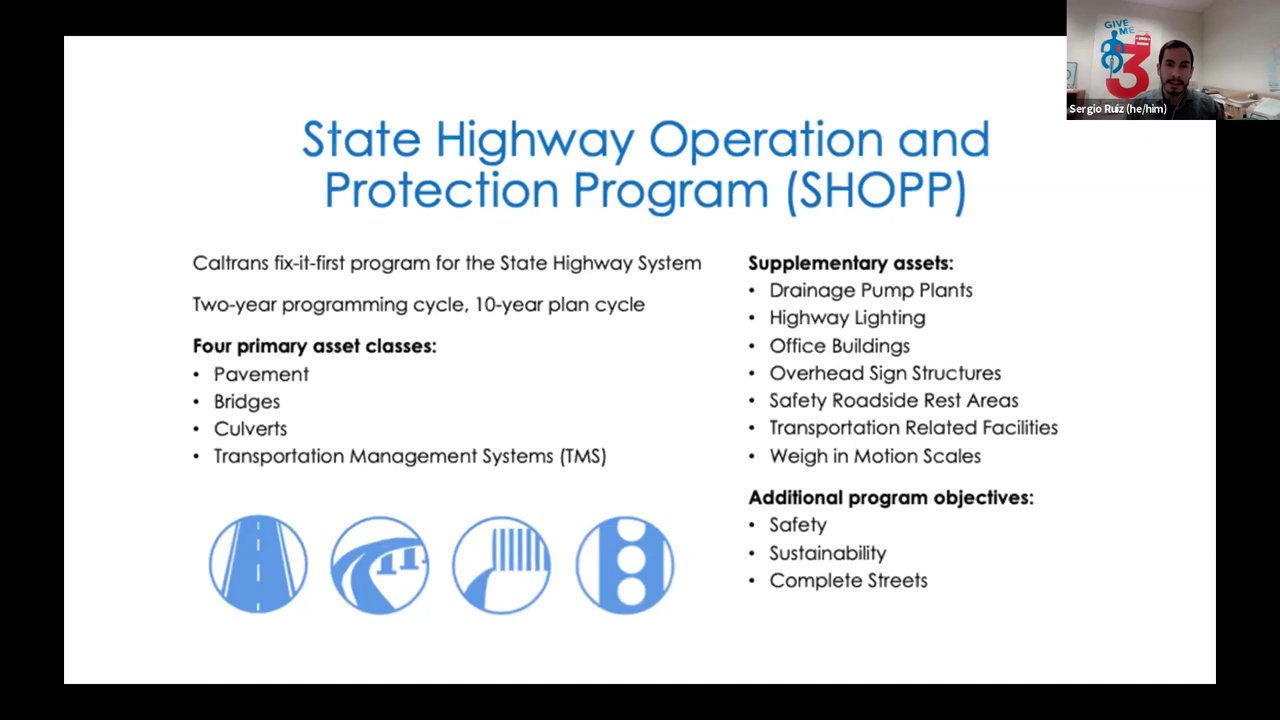 State Highway Operation and
Protection Program (SHOPP)
Caltrans fix-it-first program for the State Highway System
Two-year programming cycle, 10-year plan cycle
Four primary asset classes:
• Pavement
• Bridges
• Culverts
• Transportation Management Systems (TMS)
Supplementary assets:
• Drainage Pump Plants
• Highway Lighting
• Office Buildings
• Overhead Sign Structures
• Safety Roadside Rest Areas
• Transportation Related Facilities
• Weigh in Motion Scales
Additional program objectives:
• Safety
• Sustainability
• Complete Streets
GIVE
ME
3
Sergio Ruiz (he/him)